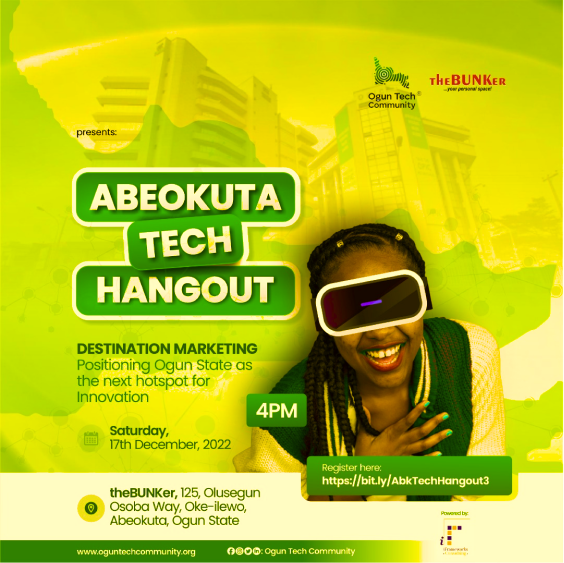 Ogun Tech
Community
theBUNKer
...your personal space!
presents:
ABEOKUTA
TECH
HANGOUT
DESTINATION MARKETING
Positioning Ogun State as
the next hotspot for
Innovation
4PM
Saturday,
17th December, 2022
Register here:
https://bit.ly/AbkTechHangout3
theBUNKer, 125, Olusegun
Osoba Way, Oke-ilewo,
Abeokuta, Ogun State
Powered by:
www.oguntechcommunity.org
: Ogun Tech Community